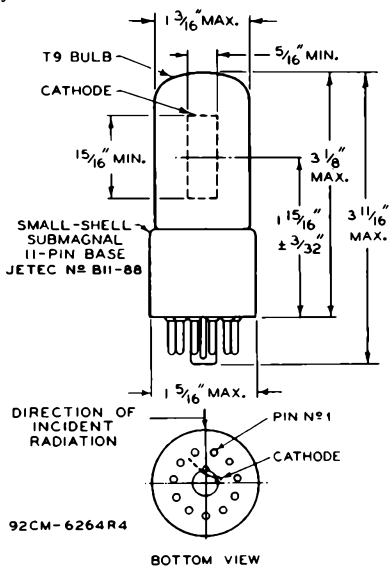 1 3/16" MAX.
T9 BULB
5/16" MIN.
CATHODE
15/16" MIN.
3 1/8"
MAX.
3 11/16"
MAX.
1 15/16"
± 3/32"
SMALL-SHELL
SUBMAGNAL
11-PIN BASE
JETEC Nº B11-88
1 5/16" MAX.
DIRECTION OF
INCIDENT
RADIATION
PIN Nº1
CATHODE
92CM-6264R4
BOTTOM VIEW